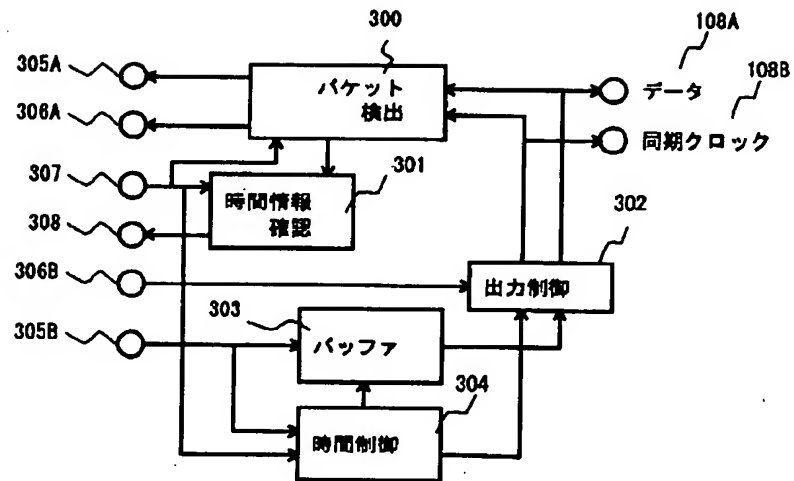 300
108A
305A
パケット
検出
データ
108B
306A
同期クロック
307
301
時間情報
確認
308
302
306B
出力制御
303
305B
バッファ
304
時間制御